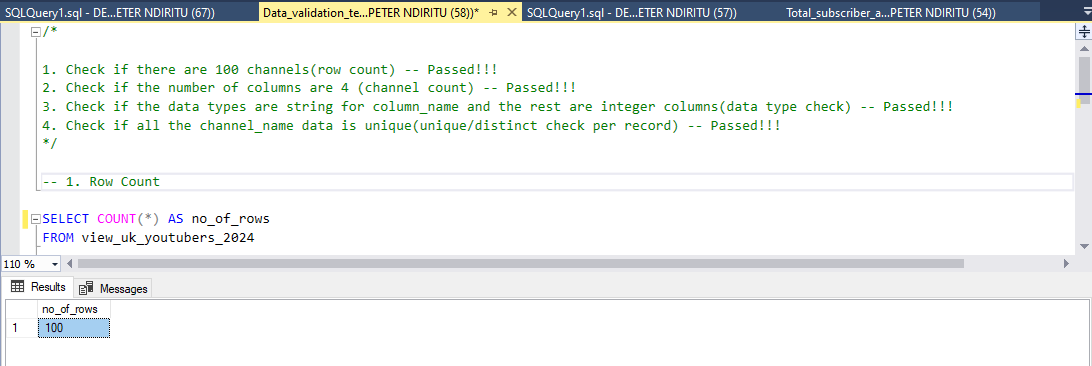 SQLQuery1.sql - DE...ETER NDIRITU (67))
Data_validation_te...PETER NDIRITU (58))*
SQLQuery1.sql - DE...ETER NDIRITU (57))
Total_subscriber_a...PETER NDIRITU (54))
/*
1. Check if there are 100 channels(row count) -- Passed!!!
2. Check if the number of columns are 4 (channel count) -- Passed!!!
3. Check if the data types are string for column_name and the rest are integer columns(data type check) -- Passed!!!
4. Check if all the channel_name data is unique(unique/distinct check per record) -- Passed!!!
*/
-- 1. Row Count
SELECT COUNT(*) AS no_of_rows
FROM view_uk_youtubers_2024
110 %
Results Messages
no_of_rows
1 100